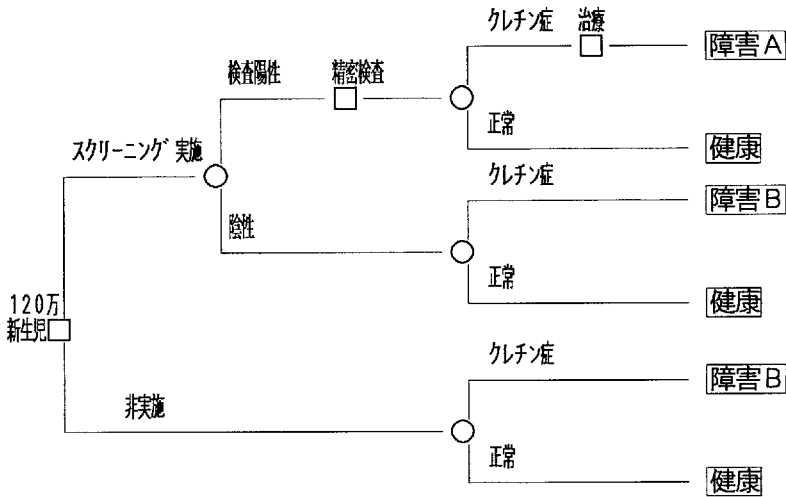 クレチン症 治療
障害A
検査陽性 精密検査
正常
健康
スクリーニング実施
クレチン症
障害B
陰性
正常
健康
120万
新生児
クレチン症
障害B
非実施
正常
健康